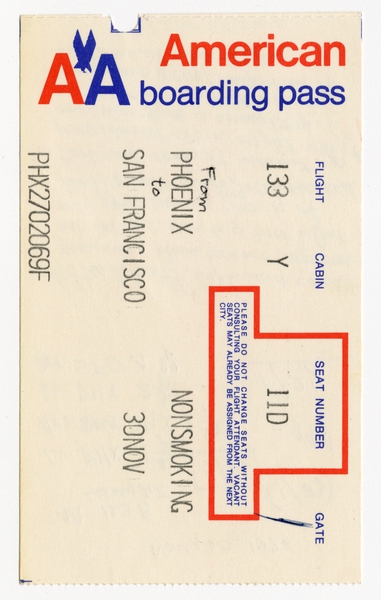 AA American
boarding pass
FLIGHT CABIN SEAT NUMBER GATE
133 Y 11D
PLEASE DO NOT CHANGE SEATS WITHOUT
CONSULTING YOUR FLIGHT ATTENDANT. VACANT
SEATS MAY ALREADY BE ASSIGNED FROM THE NEXT
CITY.
From
PHOENIX NONSMOKING
to
SAN FRANCISCO 30NOV
PHX2702069F